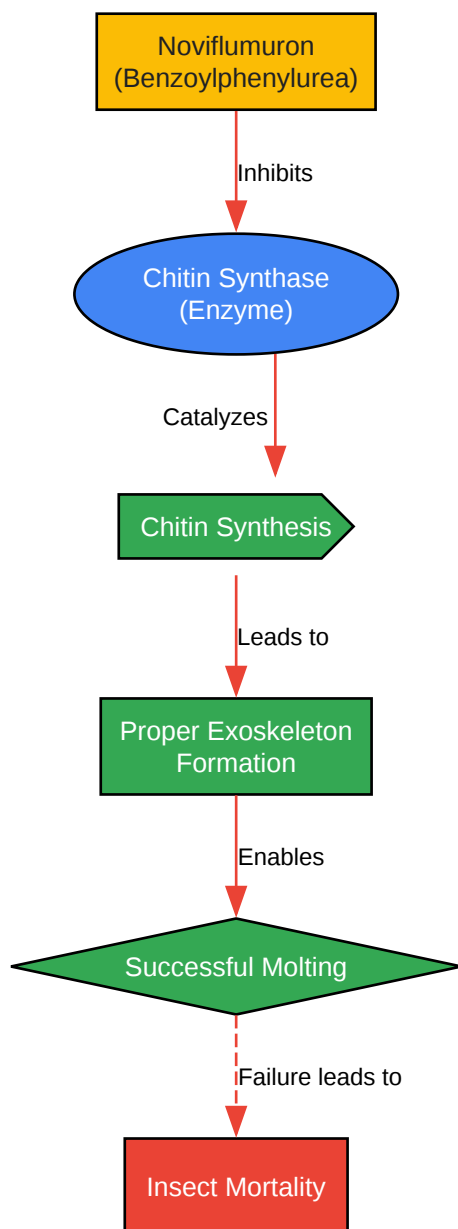 Noviflumuron
(Benzoylphenylurea)
Inhibits
Chitin Synthase
(Enzyme)
Catalyzes
Chitin Synthesis
Leads to
Proper Exoskeleton
Formation
Enables
Successful Molting
Failure leads to
Insect Mortality